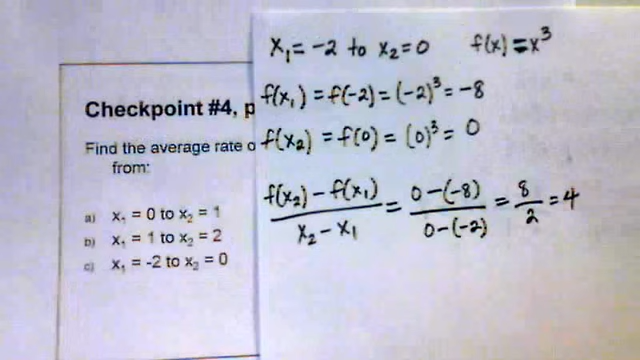 x₁ = -2 to x₂ = 0 f(x) = x³
f(x₁) = f(-2) = (-2)³ = -8
f(x₂) = f(0) = (0)³ = 0
f(x₂) - f(x₁) / x₂ - x₁ = 0 - (-8) / 0 - (-2) = 8/2 = 4
Checkpoint #4, p
Find the average rate o
from:
a) x₁ = 0 to x₂ = 1
b) x₁ = 1 to x₂ = 2
c) x₁ = -2 to x₂ = 0